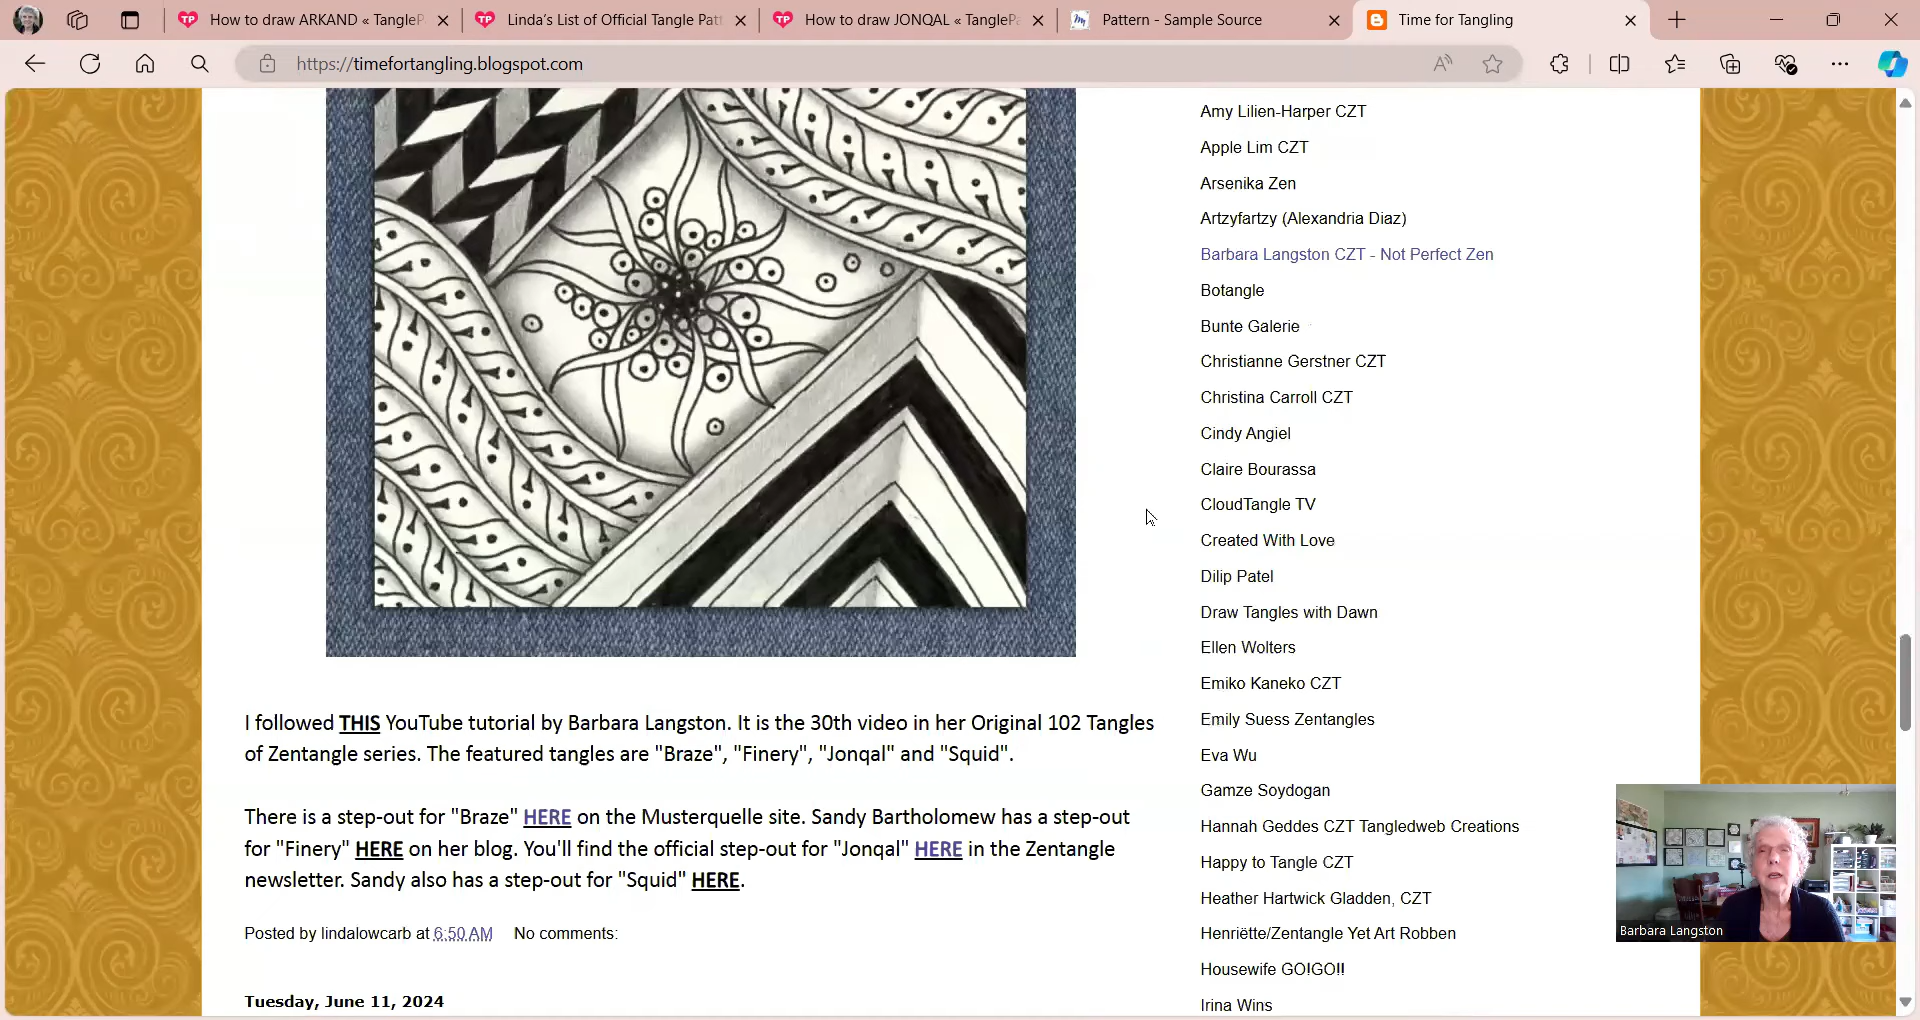 How to draw ARKAND « TangleP
Linda's List of Official Tangle Pat
How to draw JONQAL « TanglePa
Pattern - Sample Source
Time for Tangling
https://timefortangling.blogspot.com
Amy Lilien-Harper CZT
Apple Lim CZT
Arsenika Zen
Artzyfartzy (Alexandria Diaz)
Barbara Langston CZT - Not Perfect Zen
Botangle
Bunte Galerie
Christianne Gerstner CZT
Christina Carroll CZT
Cindy Angiel
Claire Bourassa
CloudTangle TV
Created With Love
Dilip Patel
Draw Tangles with Dawn
Ellen Wolters
Emiko Kaneko CZT
Emily Suess Zentangles
Eva Wu
Gamze Soydogan
Hannah Geddes CZT Tangledweb Creations
Happy to Tangle CZT
Heather Hartwick Gladden, CZT
Henriëtte/Zentangle Yet Art Robben
Housewife GO!GO!!
Irina Wins
I followed THIS YouTube tutorial by Barbara Langston. It is the 30th video in her Original 102 Tangles
of Zentangle series. The featured tangles are "Braze", "Finery", "Jonqal" and "Squid".
There is a step-out for "Braze" HERE on the Musterquelle site. Sandy Bartholomew has a step-out
for "Finery" HERE on her blog. You'll find the official step-out for "Jonqal" HERE in the Zentangle
newsletter. Sandy also has a step-out for "Squid" HERE.
Posted by lindalowcarb at 6:50 AM No comments:
Tuesday, June 11, 2024
Barbara Langston